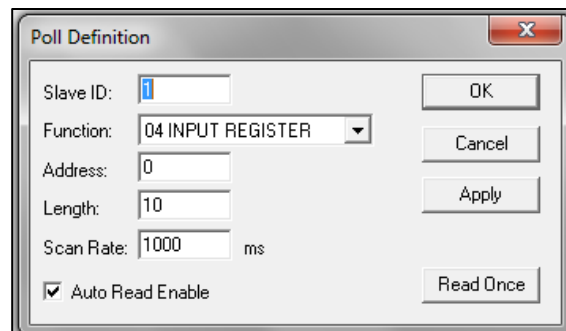 Poll Definition
Slave ID: 1 OK
Function: 04 INPUT REGISTER
Cancel
Address: 0
Length: 10 Apply
Scan Rate: 1000 ms
Auto Read Enable Read Once